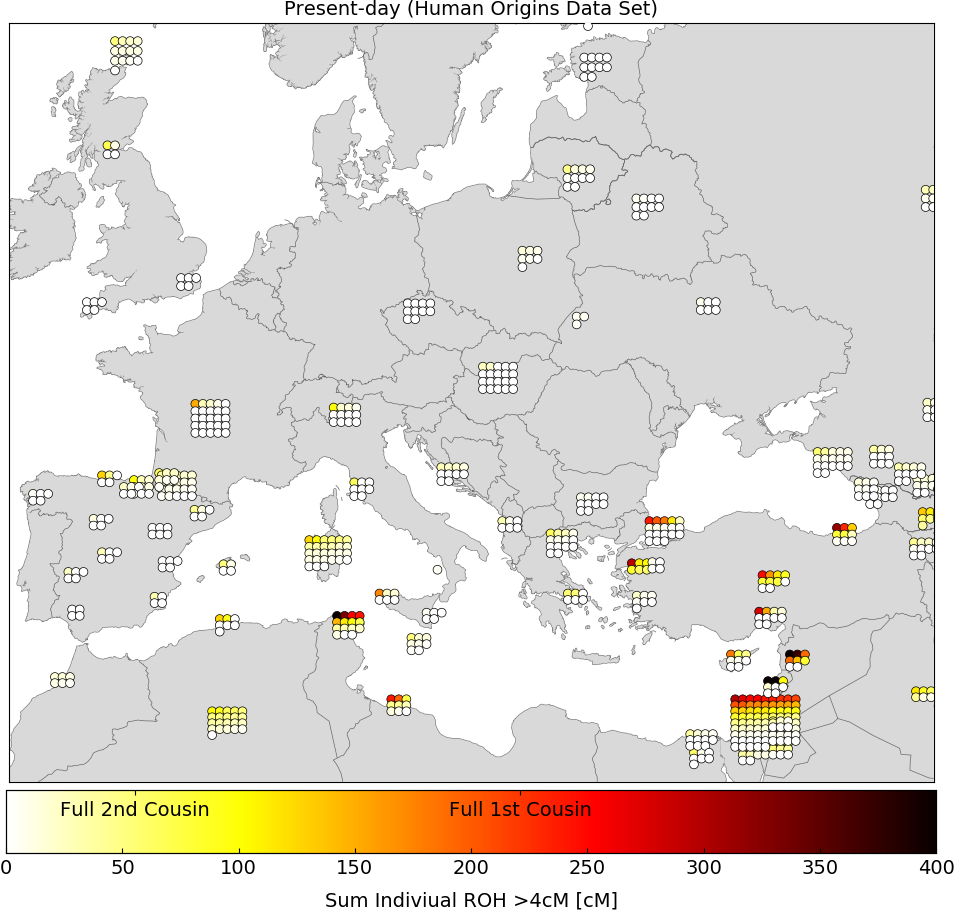 Present-day (Human Origins Data Set)
Full 2nd Cousin Full 1st Cousin
0 50 100 150 200 250 300 350 400
Sum Indiviual ROH >4cM [cM]